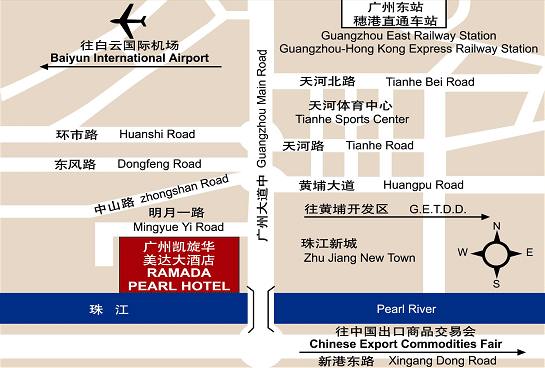 广州东站
穗港直通车站
Guangzhou East Railway Station
Guangzhou-Hong Kong Express Railway Station
往白云国际机场
Baiyun International Airport
天河北路 Tianhe Bei Road
天河体育中心
Tianhe Sports Center
环市路 Huanshi Road
天河路 Tianhe Road
东风路 Dongfeng Road
中山路 zhongshan Road
黄埔大道 Huangpu Road
广州大道中 Guangzhou Main Road
明月一路
Mingyue Yi Road
往黄埔开发区 G.E.T.D.D.
广州凯旋华
美达大酒店
RAMADA
PEARL HOTEL
珠江新城
Zhu Jiang New Town
N
W E
S
珠 江 Pearl River
往中国出口商品交易会
Chinese Export Commodities Fair
新港东路 Xingang Dong Road